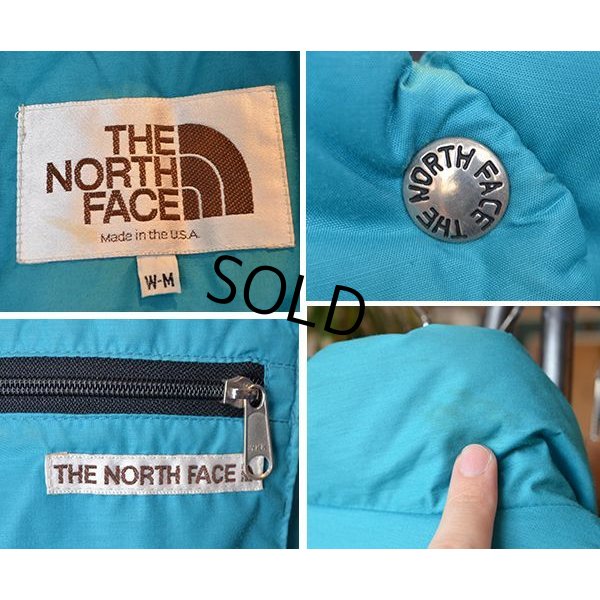 THE
NORTH
FACE
Made in the U.S.A.
W-M
THE NORTH FACE
SOLD
THE NORTH FACE